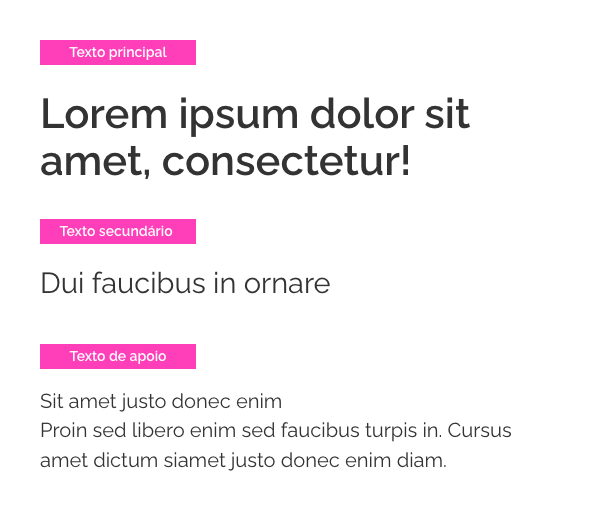 Texto principal
Lorem ipsum dolor sit
amet, consectetur!
Texto secundário
Dui faucibus in ornare
Texto de apoio
Sit amet justo donec enim
Proin sed libero enim sed faucibus turpis in. Cursus
amet dictum siamet justo donec enim diam.